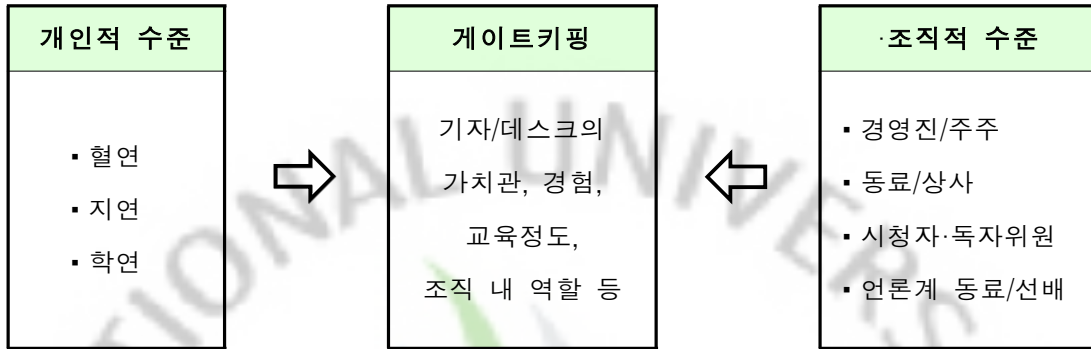 개인적 수준
▪ 혈연
▪ 지연
▪ 학연
게이트키핑
기자/데스크의
가치관, 경험,
교육정도,
조직 내 역할 등
·조직적 수준
▪ 경영진/주주
▪ 동료/상사
▪ 시청자·독자위원
▪ 언론계 동료/선배
TIONAL UNIVERS